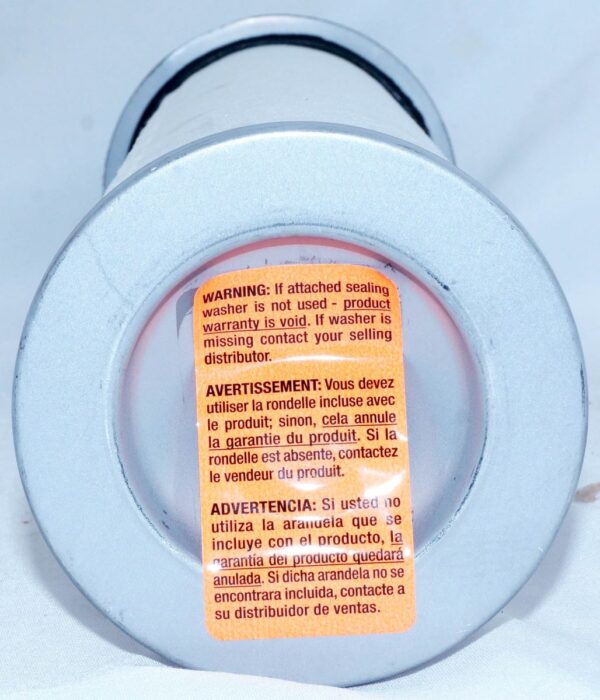 WARNING: If attached sealing
washer is not used - product
warranty is void. If washer is
missing contact your selling
distributor.
AVERTISSEMENT: Vous devez
utiliser la rondelle incluse avec
le produit; sinon, cela annule
la garantie du produit. Si la
rondelle est absente, contactez
le vendeur du produit.
ADVERTENCIA: Si usted no
utiliza la arandela que se
incluye con el producto, la
garantía del producto quedará
anulada. Si dicha arandela no se
encontrara incluida, contacte a
su distribuidor de ventas.